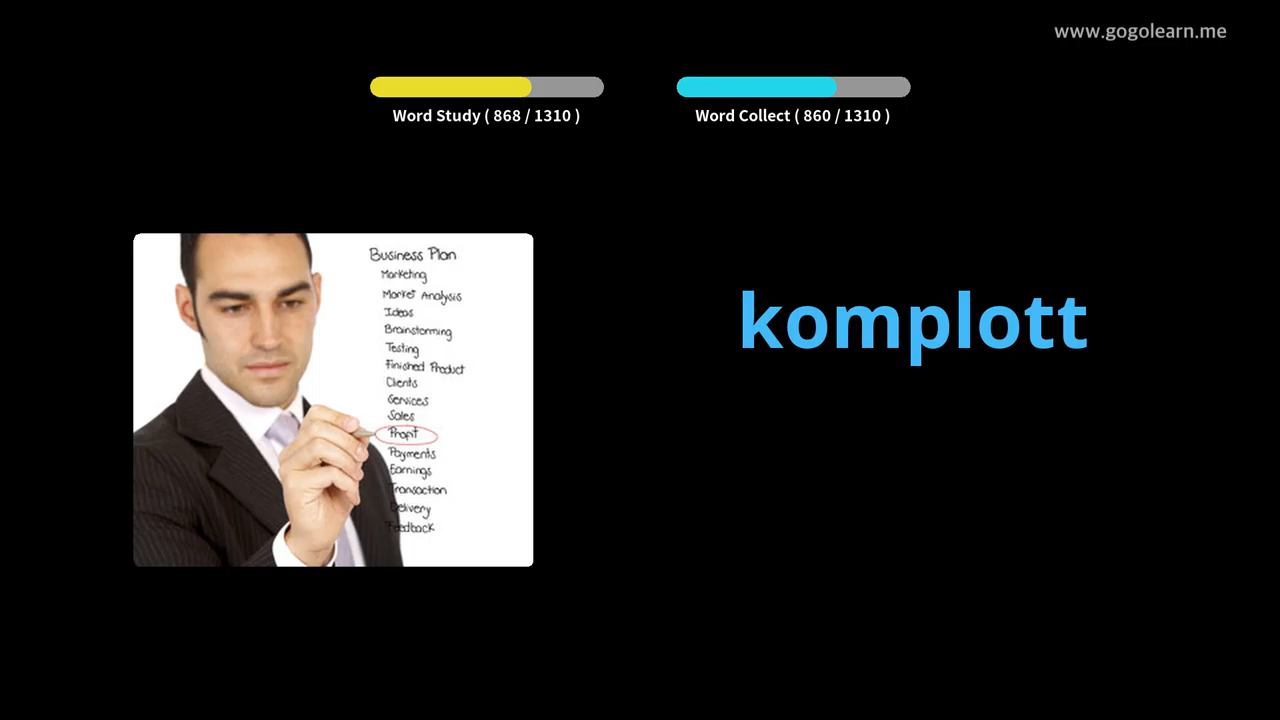 www.gogolearn.me
Word Study ( 868 / 1310 )
Word Collect ( 860 / 1310 )
Business Plan
Marketing
Market Analysis
Ideas
Brainstorming
Testing
Finished Product
Clients
Services
Sales
Profit
Payments
Earnings
Transaction
Delivery
Feedback
komplott